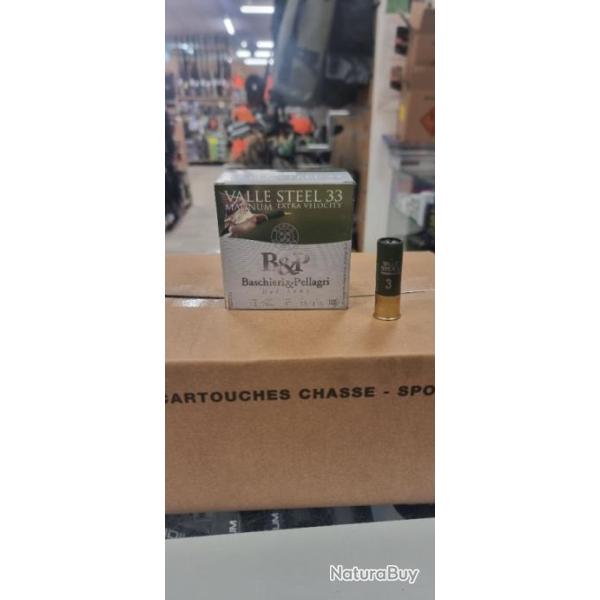 VALLE STEEL 33
MAGNUM EXTRA VELOCITY
B&P
Baschieri&Pellagri
3
CARTOUCHES CHASSE - SPO
NaturaBuy